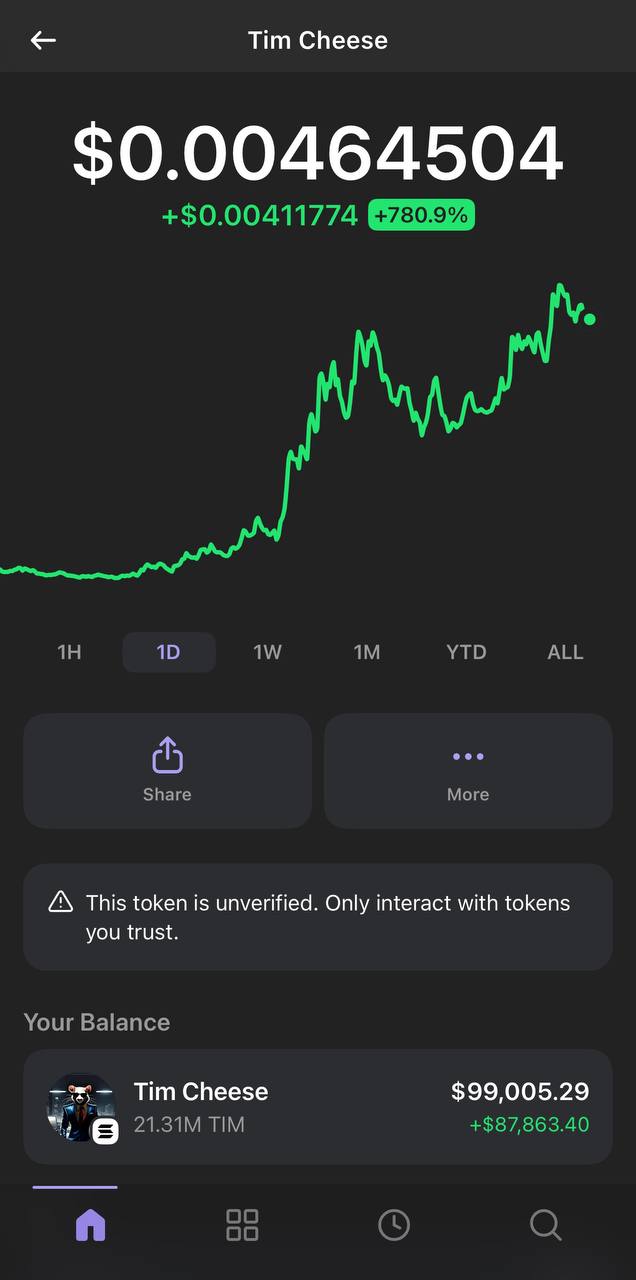 Tim Cheese
$0.00464504
+$0.00411774 +780.9%
1H 1D 1W 1M YTD ALL
Share More
This token is unverified. Only interact with tokens
you trust.
Your Balance
Tim Cheese $99,005.29
21.31M TIM +$87,863.40